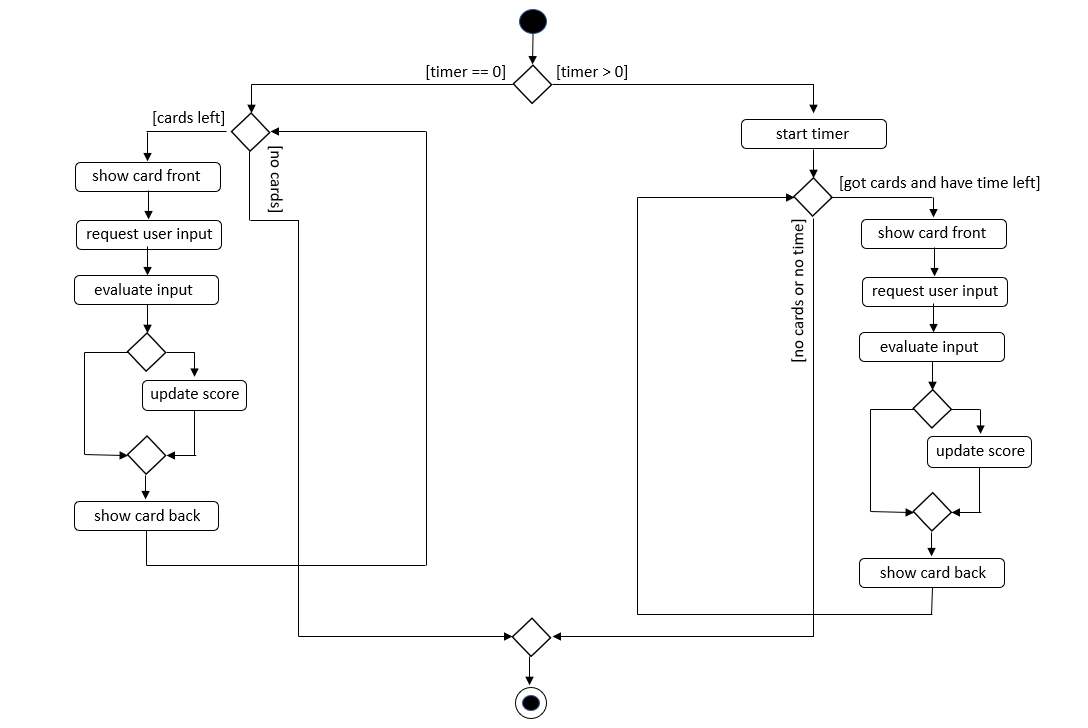 [timer == 0]
[timer > 0]
[cards left]
[no cards]
show card front
request user input
evaluate input
update score
show card back
start timer
[got cards and have time left]
[no cards or no time]
show card front
request user input
evaluate input
update score
show card back